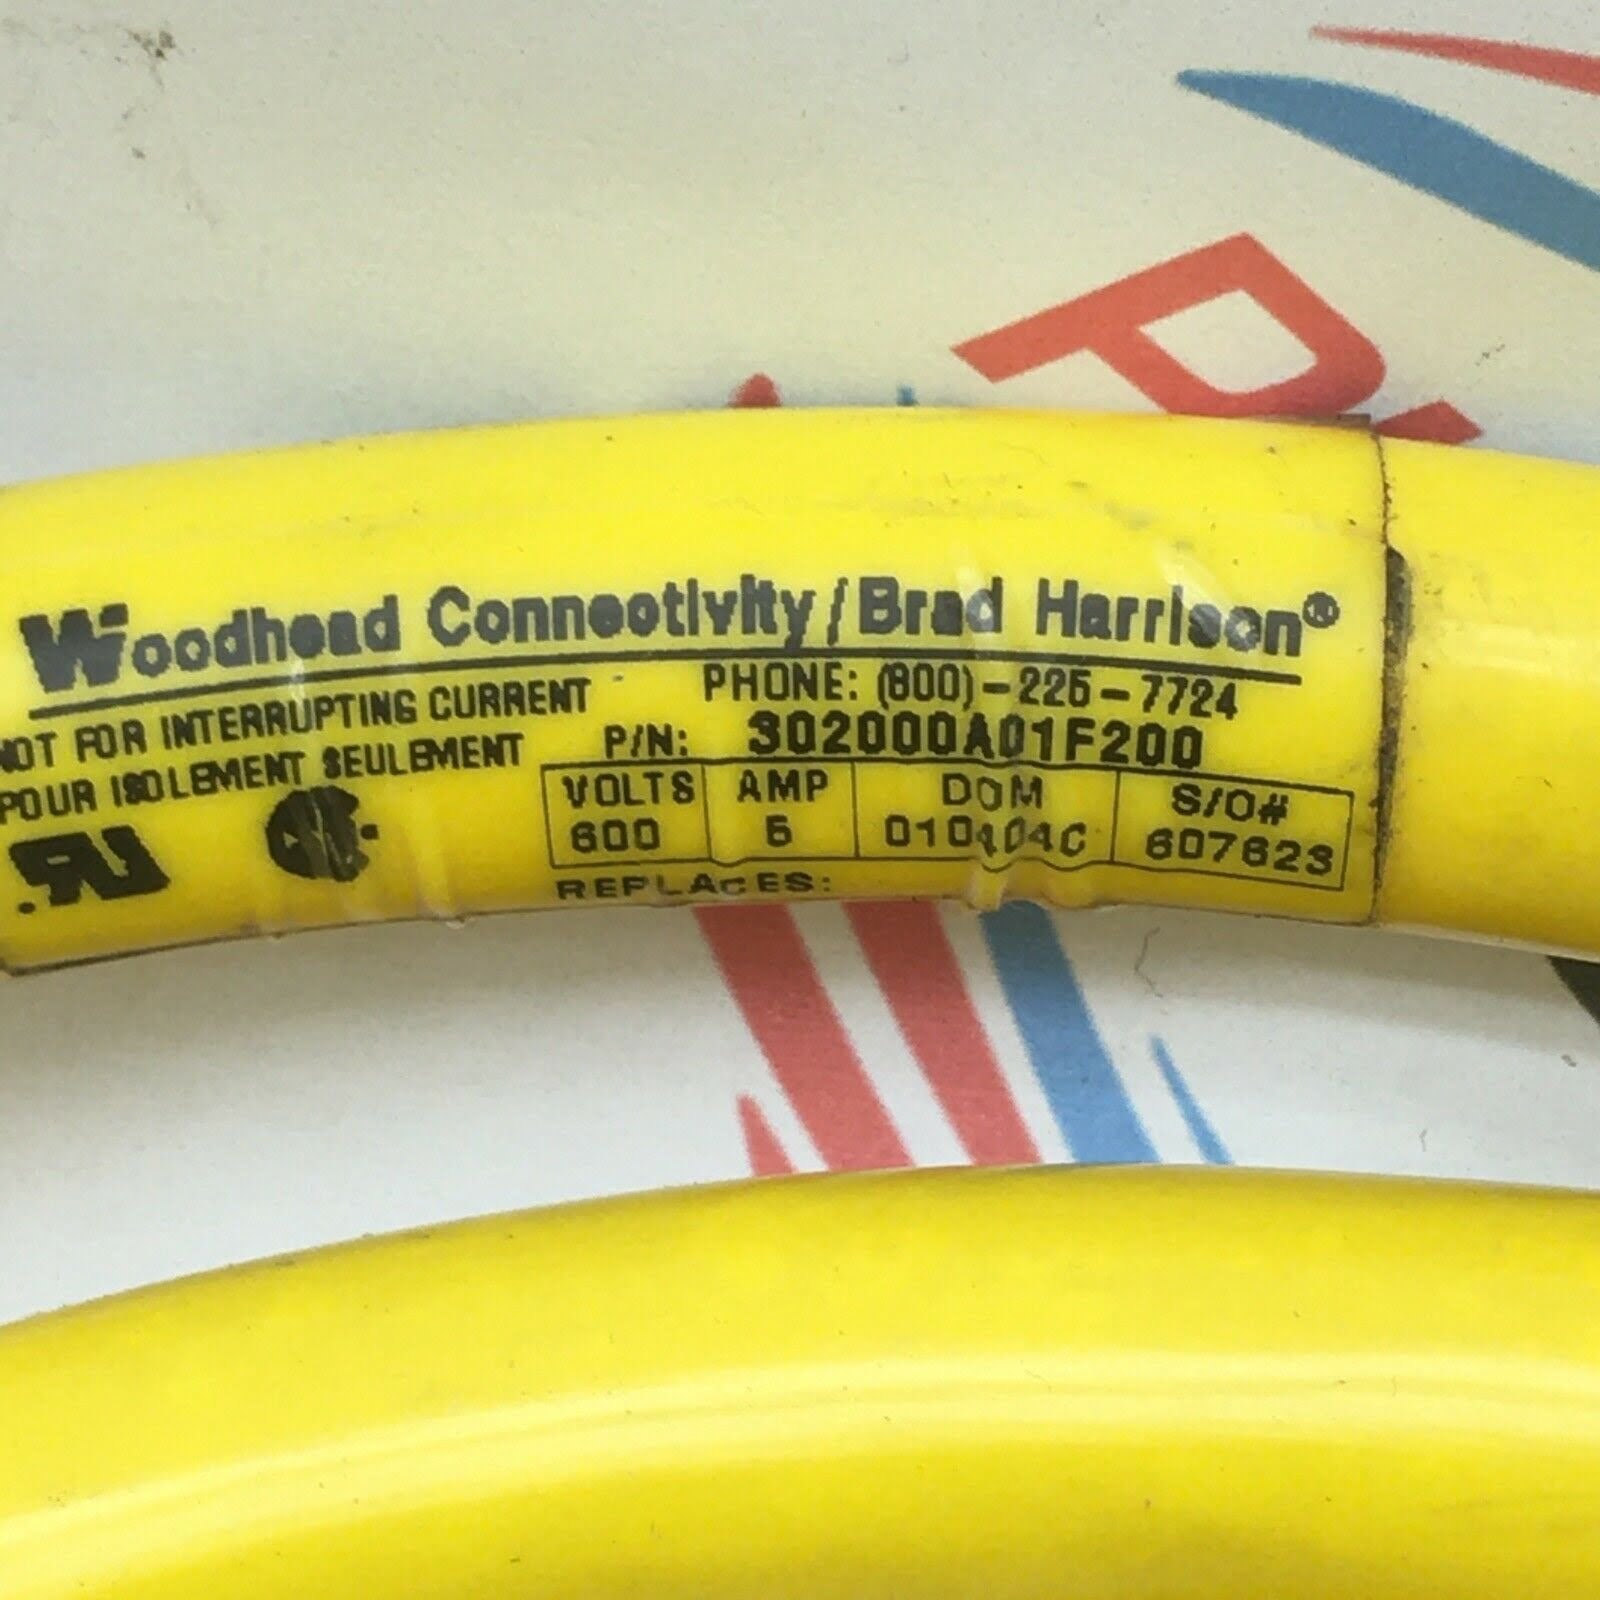 Woodhead Connectivity / Brad Harrison®
NOT FOR INTERRUPTING CURRENT
POUR ISOLEMENT SEULEMENT
PHONE: (800)-225-7724
P/N: 302000A01F200
VOLTS AMP DOM S/O#
600 5 010404C 607623
REPLACES: